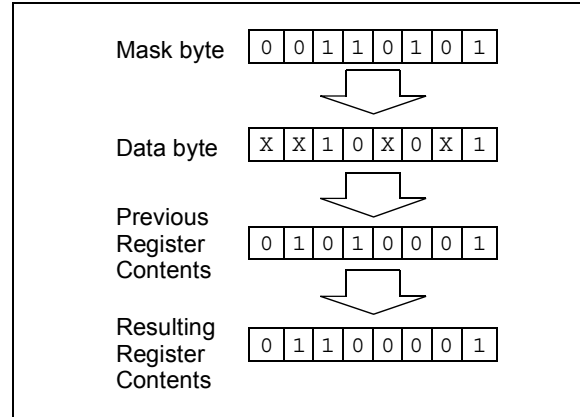 Mask byte 0 0 1 1 0 1 0 1
Data byte X X 1 0 X 0 X 1
Previous
Register 0 1 0 1 0 0 0 1
Contents
Resulting
Register 0 1 1 0 0 0 0 1
Contents